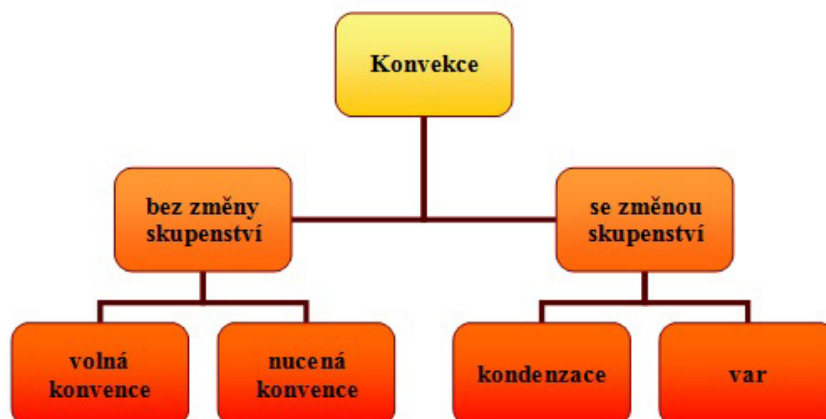 Konvekce
bez změny
skupenství
se změnou
skupenství
volná
konvence
nucená
konvence
kondenzace
var